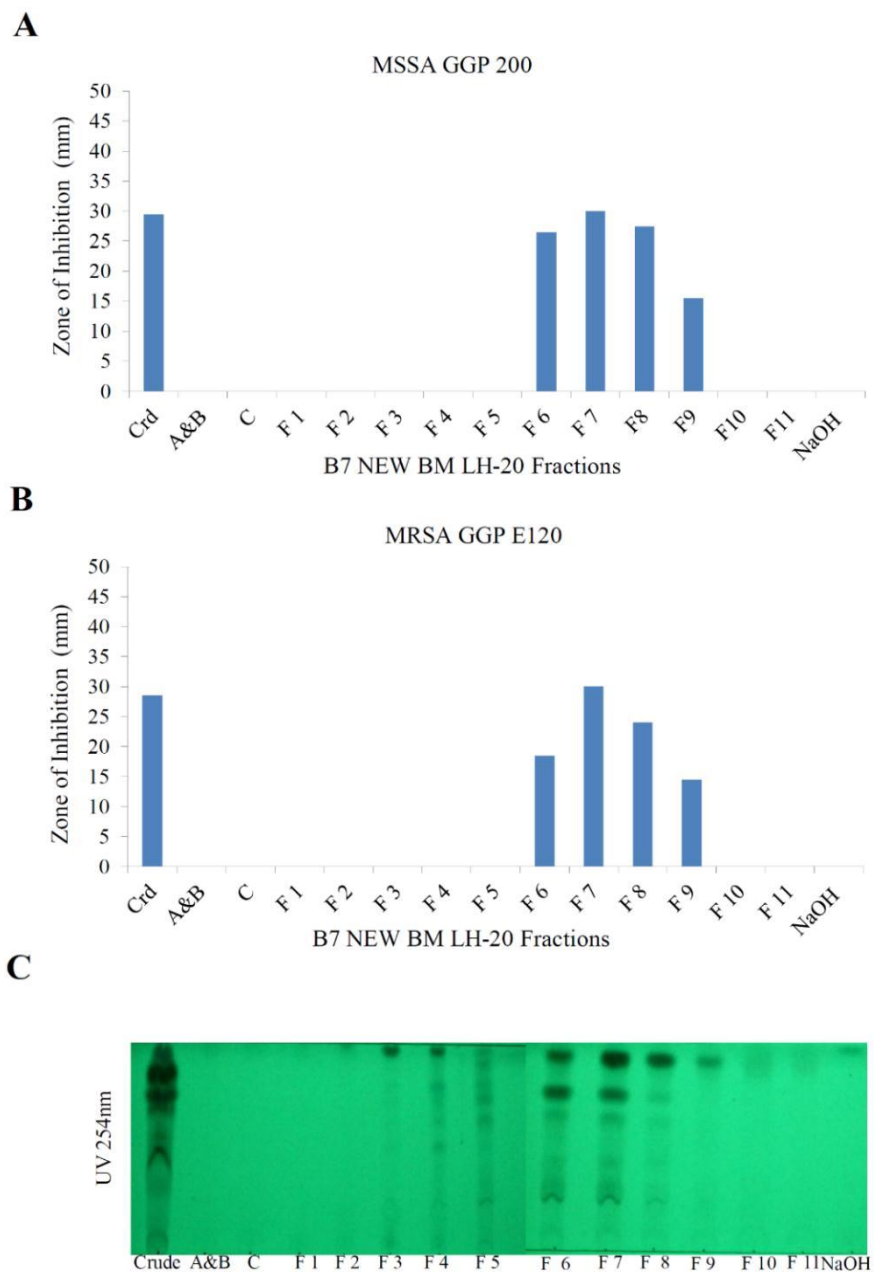 A
MSSA GGP 200
Zone of Inhibition (mm)
50
45
40
35
30
25
20
15
10
5
0
Crd A&B C F 1 F 2 F 3 F 4 F 5 F 6 F 7 F8 F9 F10 F11 NaOH
B7 NEW BM LH-20 Fractions
B
MRSA GGP E120
Zone of Inhibition (mm)
50
45
40
35
30
25
20
15
10
5
0
Crd A&B C F 1 F 2 F 3 F 4 F 5 F 6 F 7 F 8 F 9 F 10 F 11 NaOH
B7 NEW BM LH-20 Fractions
C
UV 254nm
Crude A&B C F 1 F 2 F 3 F 4 F 5 F 6 F 7 F 8 F 9 F 10 F 11 NaOH